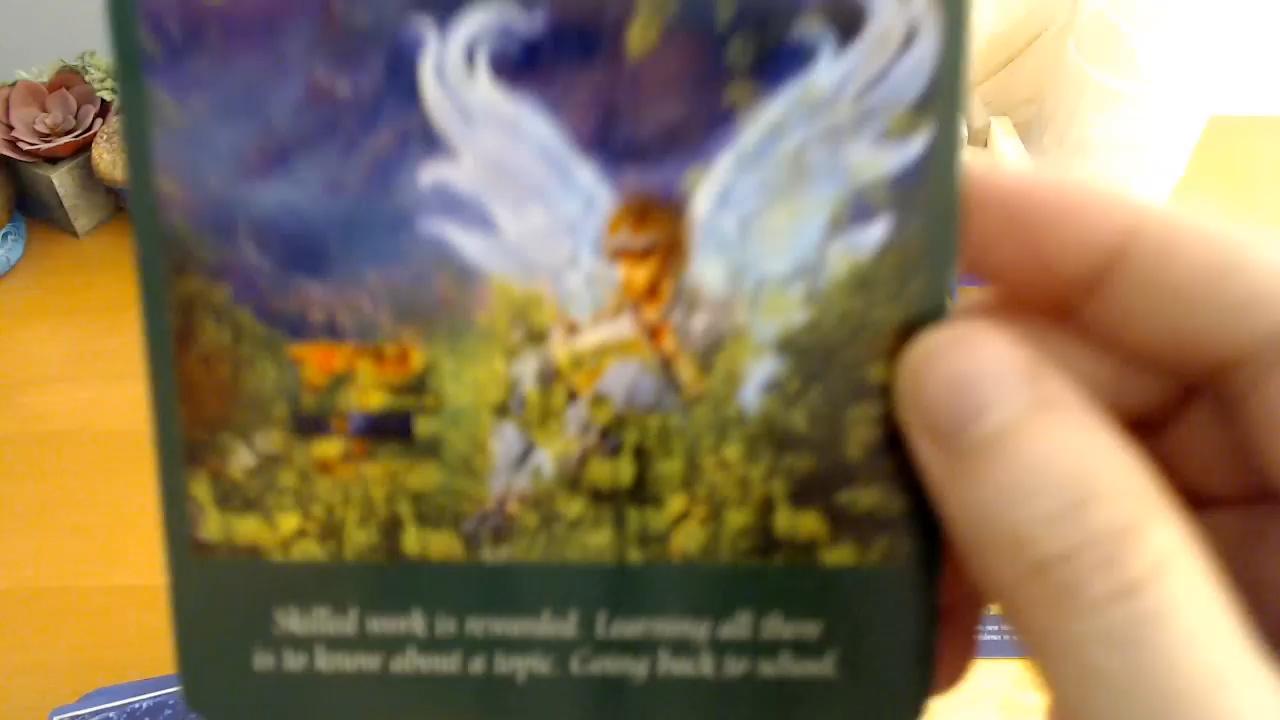 Skilled work is rewarded. Learning all there
is to know about a topic. Going back to school.